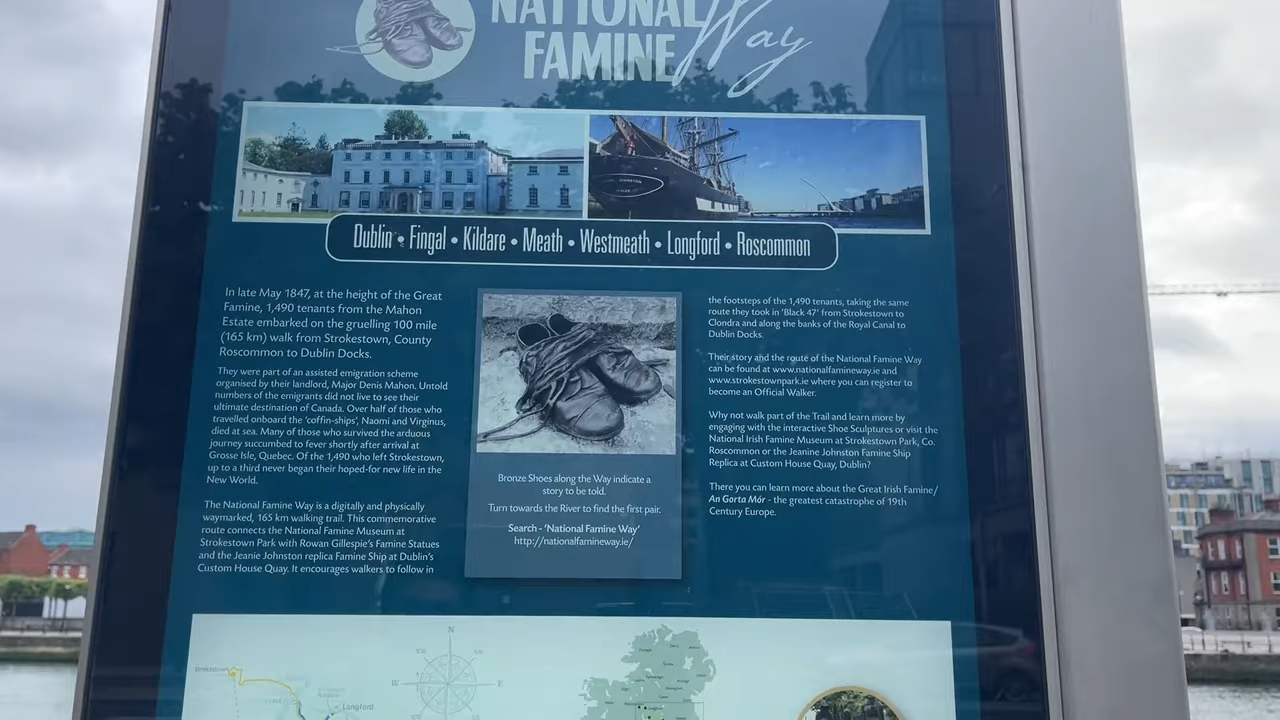 NATIONAL Way
FAMINE
Dublin • Fingal • Kildare • Meath • Westmeath • Longford • Roscommon
In late May 1847, at the height of the Great
Famine, 1,490 tenants from the Mahon
Estate embarked on the gruelling 100 mile
(165 km) walk from Strokestown, County
Roscommon to Dublin Docks.
They were part of an assisted emigration scheme
organised by their landlord, Major Denis Mahon. Untold
numbers of the emigrants did not live to see their
ultimate destination of Canada. Over half of those who
travelled onboard the 'coffin-ships', Naomi and Virginus,
died at sea. Many of those who survived the arduous
journey succumbed to fever shortly after arrival at
Grosse Isle, Quebec. Of the 1,490 who left Strokestown,
up to a third never began their hoped-for new life in the
New World.
The National Famine Way is a digitally and physically
waymarked, 165 km walking trail. This commemorative
route connects the National Famine Museum at
Strokestown Park with Rowan Gillespie's Famine Statues
and the Jeanie Johnston replica Famine Ship at Dublin's
Custom House Quay. It encourages walkers to follow in
Bronze Shoes along the Way indicate a
story to be told.
Turn towards the River to find the first pair.
Search - 'National Famine Way'
http://nationalfamineway.ie/
the footsteps of the 1,490 tenants, taking the same
route they took in 'Black 47' from Strokestown to
Clondra and along the banks of the Royal Canal to
Dublin Docks.
Their story and the route of the National Famine Way
can be found at www.nationalfamineway.ie and
www.strokestownpark.ie where you can register to
become an Official Walker.
Why not walk part of the Trail and learn more by
engaging with the interactive Shoe Sculptures or visit the
National Irish Famine Museum at Strokestown Park, Co.
Roscommon or the Jeanine Johnston Famine Ship
Replica at Custom House Quay, Dublin?
There you can learn more about the Great Irish Famine/
An Gorta Mór - the greatest catastrophe of 19th
Century Europe.
N
W
E
Strokestown
Longford